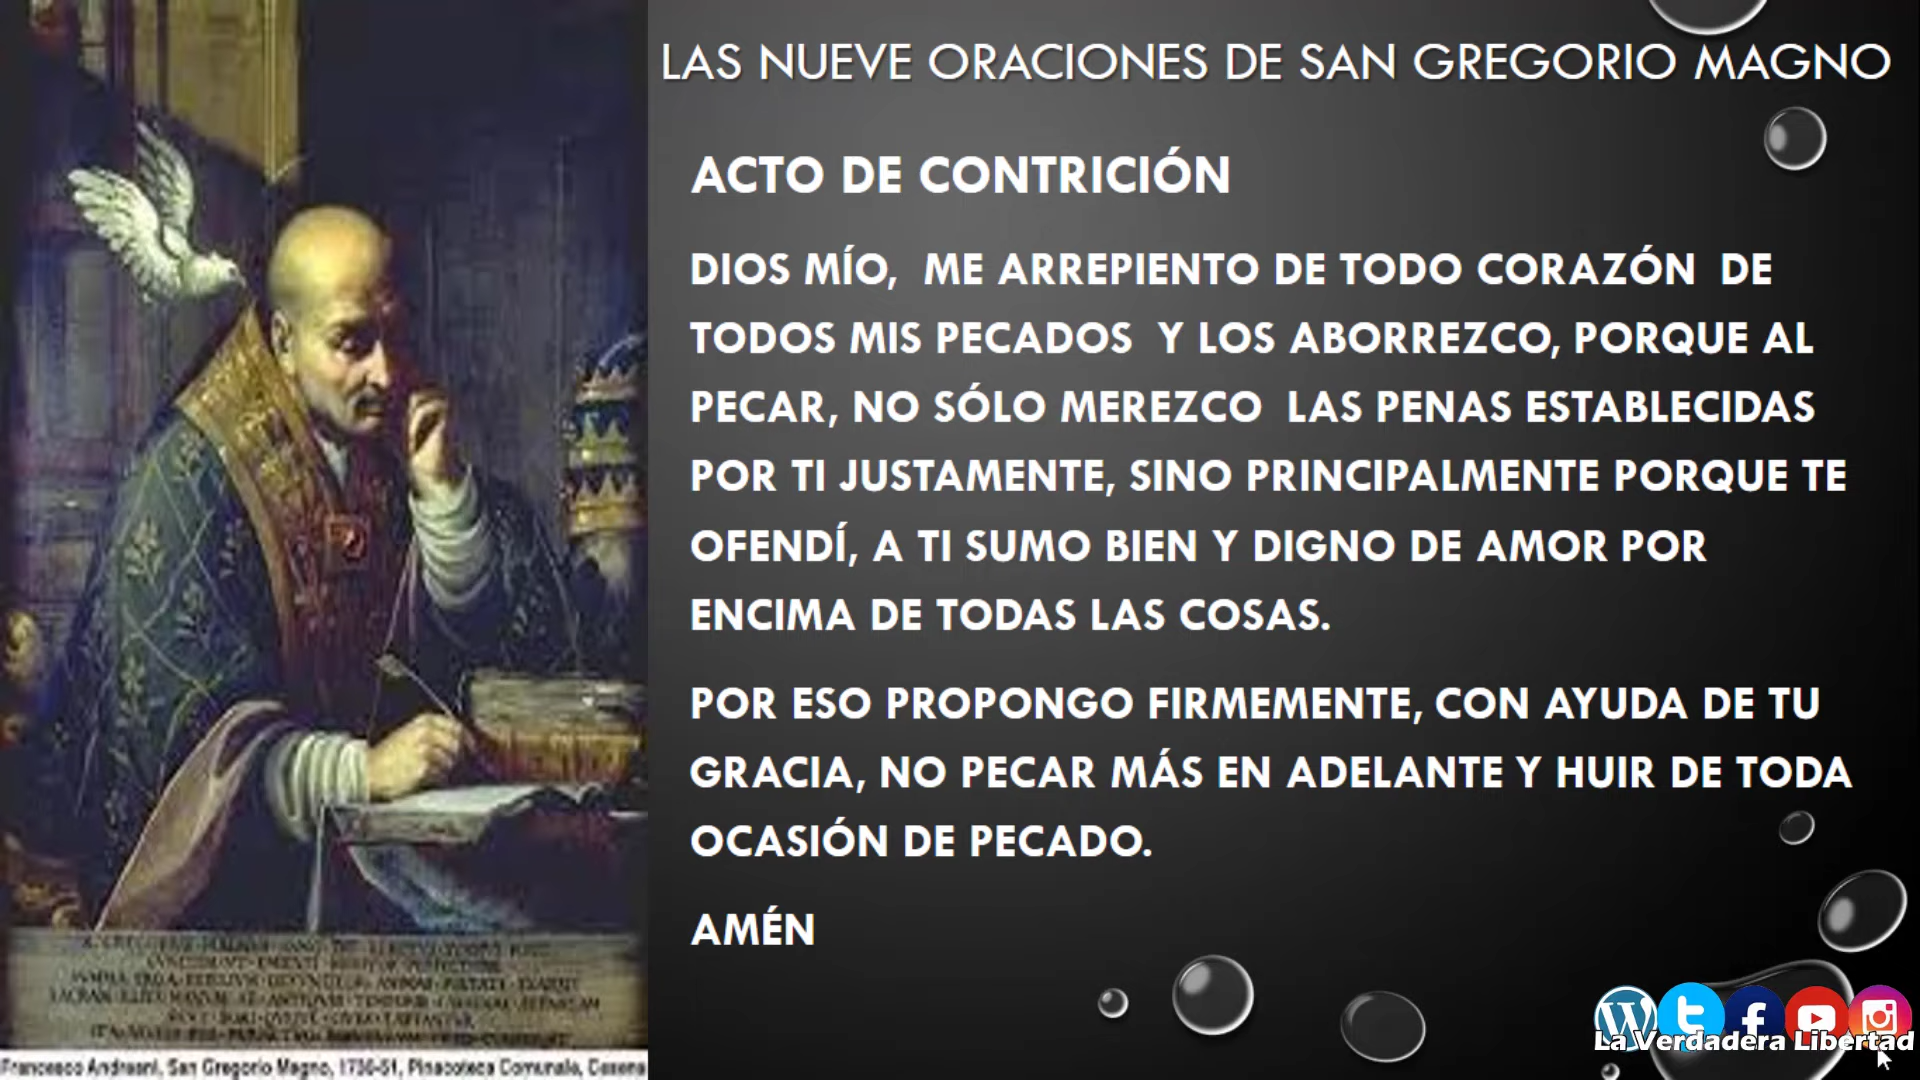 LAS NUEVE ORACIONES DE SAN GREGORIO MAGNO
ACTO DE CONTRICIÓN
DIOS MÍO, ME ARREPIENTO DE TODO CORAZÓN DE
TODOS MIS PECADOS Y LOS ABORREZCO, PORQUE AL
PECAR, NO SÓLO MEREZCO LAS PENAS ESTABLECIDAS
POR TI JUSTAMENTE, SINO PRINCIPALMENTE PORQUE TE
OFENDÍ, A TI SUMO BIEN Y DIGNO DE AMOR POR
ENCIMA DE TODAS LAS COSAS.
POR ESO PROPONGO FIRMEMENTE, CON AYUDA DE TU
GRACIA, NO PECAR MÁS EN ADELANTE Y HUIR DE TODA
OCASIÓN DE PECADO.
AMÉN
Francesco Andreani, San Gregorio Magno, 1736-51, Pinacoteca Comunale, Cesena
La Verdadera Libertad